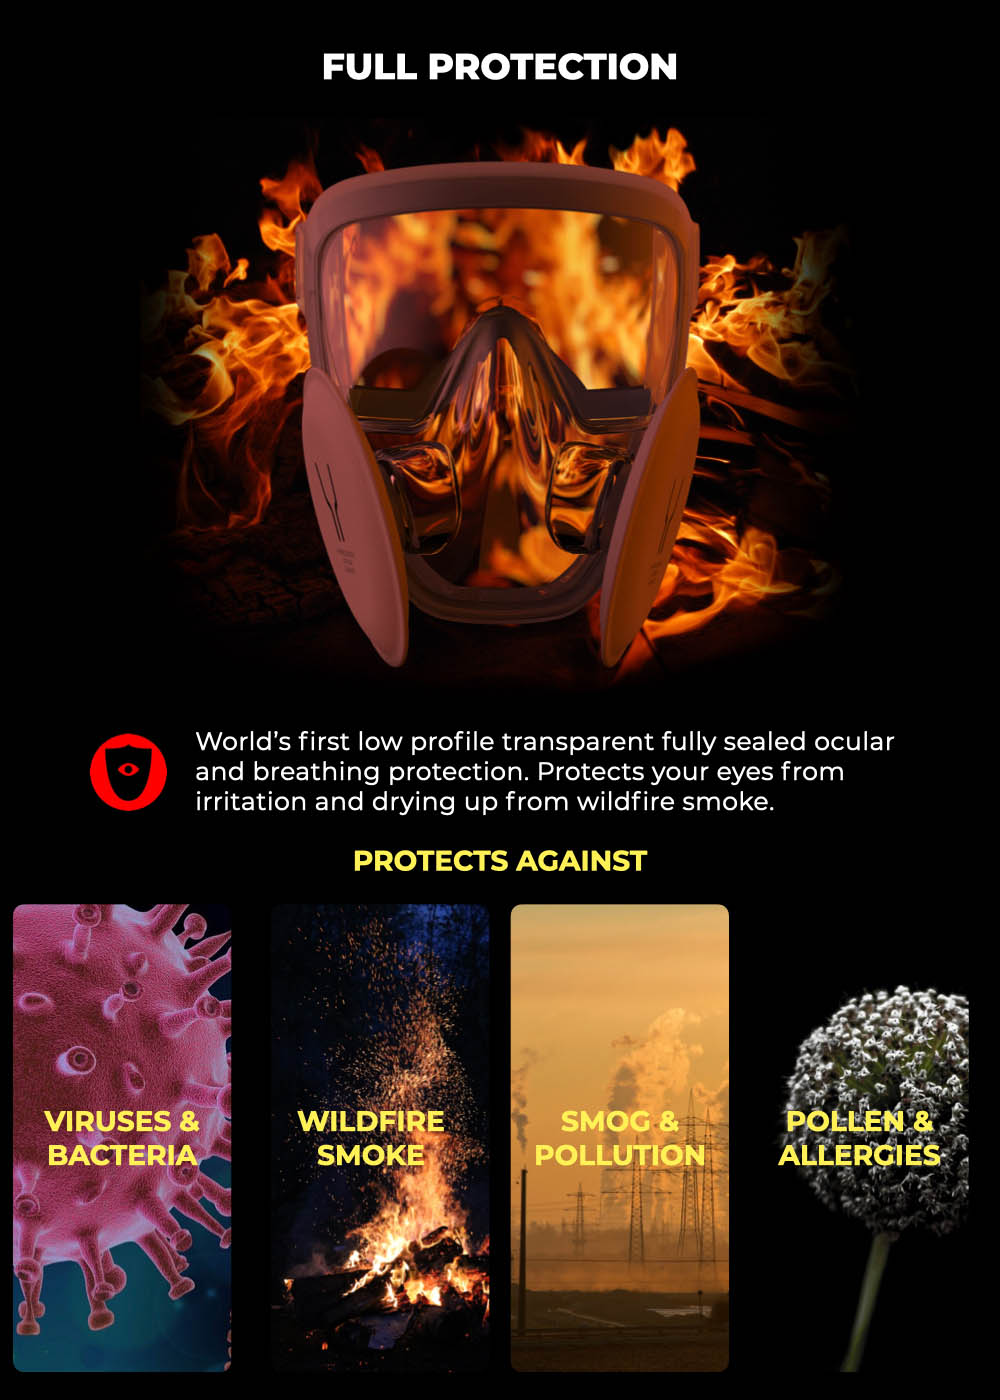 FULL PROTECTION
World's first low profile transparent fully sealed ocular
and breathing protection. Protects your eyes from
irritation and drying up from wildfire smoke.
PROTECTS AGAINST
VIRUSES &
BACTERIA
WILDFIRE
SMOKE
SMOG &
POLLUTION
POLLEN &
ALLERGIES